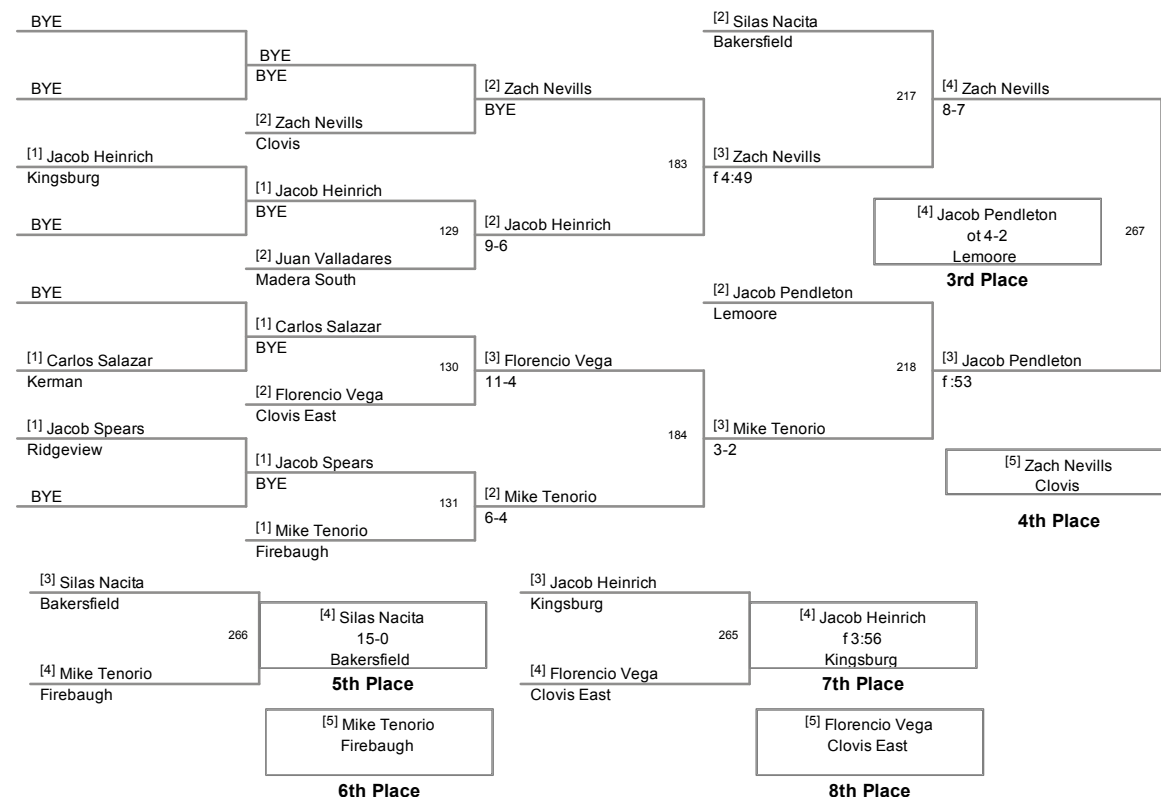 BYE
BYE
[1] Jacob Heinrich
Kingsburg
BYE
BYE
[1] Carlos Salazar
Kerman
[1] Jacob Spears
Ridgeview
BYE
BYE
BYE
[2] Zach Nevills
Clovis
[1] Jacob Heinrich
BYE
129
[2] Juan Valladares
Madera South
[1] Carlos Salazar
BYE
130
[2] Florencio Vega
Clovis East
[1] Jacob Spears
BYE
131
[1] Mike Tenorio
Firebaugh
[2] Zach Nevills
BYE
183
[2] Jacob Heinrich
9-6
[3] Florencio Vega
11-4
184
[2] Mike Tenorio
6-4
[2] Silas Nacita
Bakersfield
217
[3] Zach Nevills
f 4:49
[2] Jacob Pendleton
Lemoore
218
[3] Mike Tenorio
3-2
[4] Zach Nevills
8-7
267
[3] Jacob Pendleton
f :53
[4] Jacob Pendleton
ot 4-2
Lemoore
3rd Place
[5] Zach Nevills
Clovis
4th Place
[3] Silas Nacita
Bakersfield
266
[4] Mike Tenorio
Firebaugh
[4] Silas Nacita
15-0
Bakersfield
5th Place
[5] Mike Tenorio
Firebaugh
6th Place
[3] Jacob Heinrich
Kingsburg
265
[4] Florencio Vega
Clovis East
[4] Jacob Heinrich
f 3:56
Kingsburg
7th Place
[5] Florencio Vega
Clovis East
8th Place